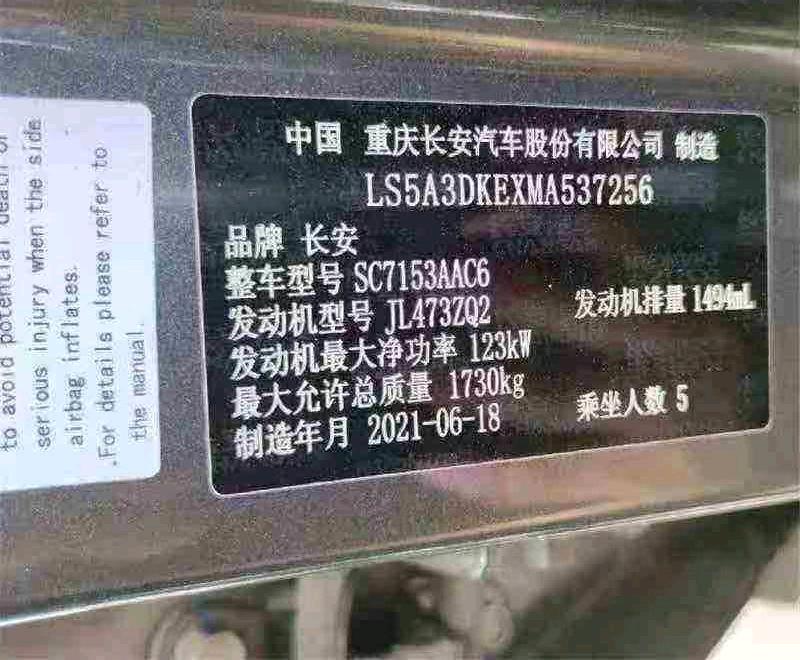 to avoid potential death or
serious injury when the side
airbag inflates.
.For details please refer to
the manual.
中国 重庆长安汽车股份有限公司 制造
LS5A3DKEXMA537256
品牌 长安
整车型号 SC7153AAC6
发动机型号 JL473ZQ2 发动机排量 1494mL
发动机最大净功率 123kW
最大允许总质量 1730kg 乘坐人数 5
制造年月 2021-06-18